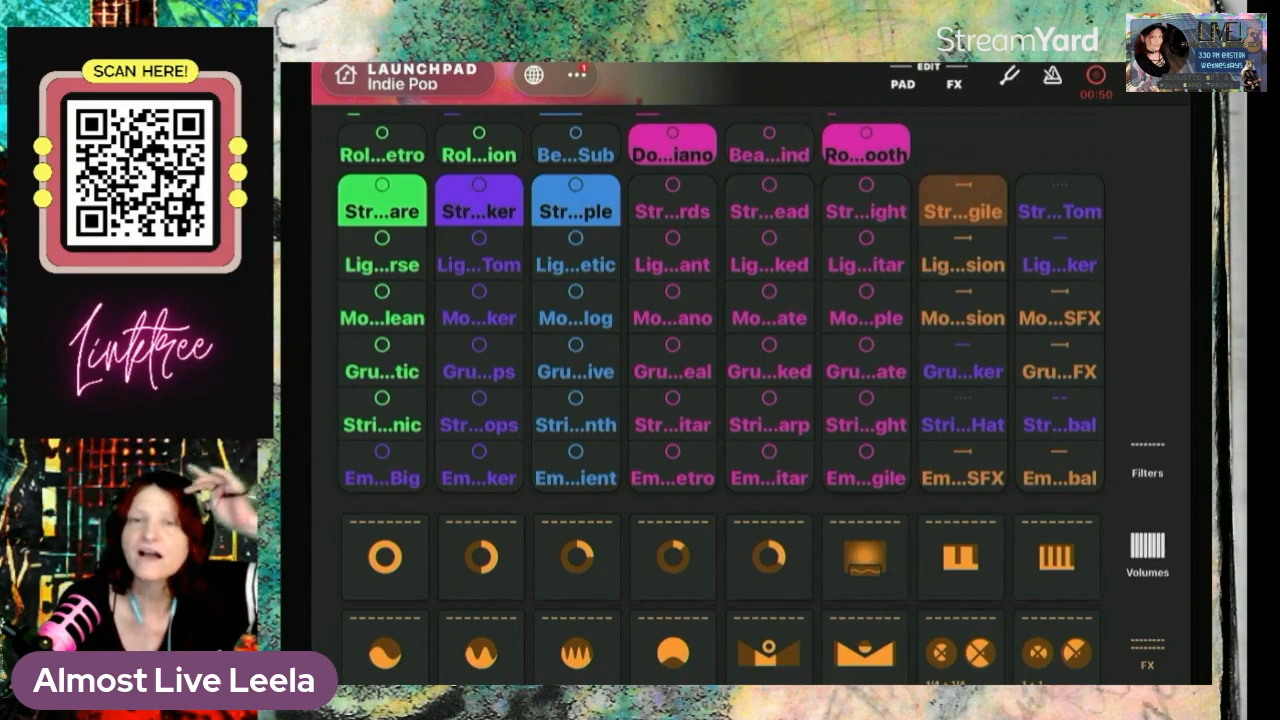 SCAN HERE!
Linktree
Almost Live Leela
StreamYard
LIVE!
330 PM EASTERN
WEDNESDAYS
LAUNCHPAD
Indie Pop
EDIT
PAD FX
00:50
Rol...etro Rol...ion Be...Sub Do...iano Bea...ind Ro...ooth
Str...are Str...ker Str...ple Str...rds Str...ead Str...ight Str...gile Str...Tom
Lig...rse Lig...Tom Lig...etic Lig...ant Lig...ked Lig...itar Lig...sion Lig...ker
Mo...lean Mo...ker Mo...log Mo...ano Mo...ate Mo...ple Mo...sion Mo...SFX
Gru...tic Gru...ps Gru...ive Gru...eal Gru...ked Gru...ate Gru...ker Gru...FX
Stri...nic Str...ops Stri...nth Str...itar Stri...arp Stri...ght Stri...Hat Str...bal
Em...Big Em...ker Em...ient Em...etro Em...itar Em...gile Em...SFX Em...bal
Filters
Volumes
FX